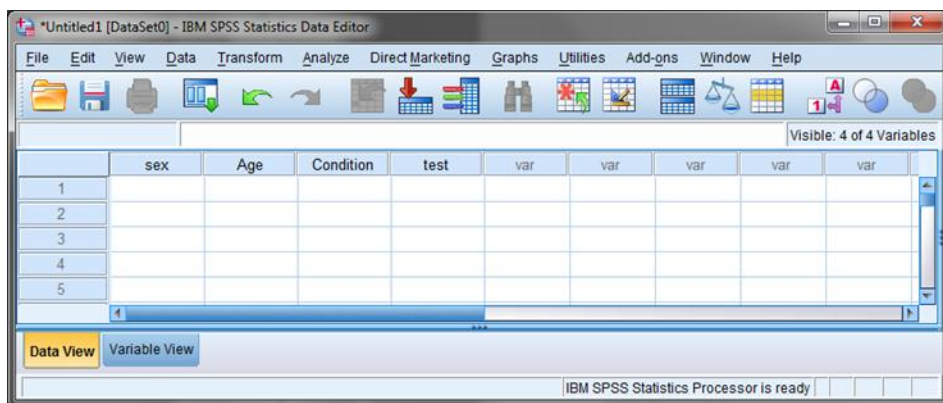 *Untitled1 [DataSet0] - IBM SPSS Statistics Data Editor
File Edit View Data Transform Analyze Direct Marketing Graphs Utilities Add-ons Window Help
1 A
Visible: 4 of 4 Variables
sex Age Condition test var var var var var
1
2
3
4
5
Data View Variable View
IBM SPSS Statistics Processor is ready